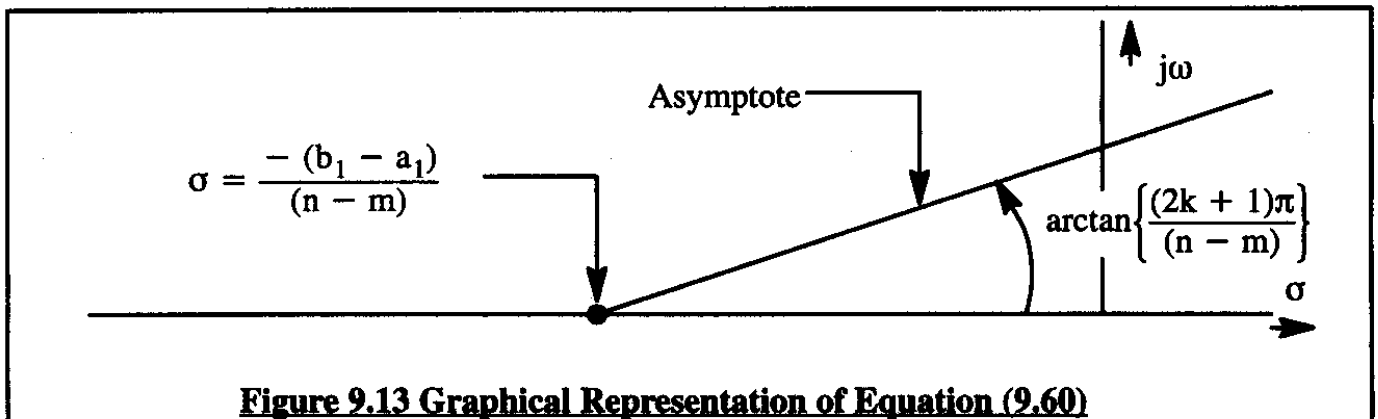 jω
Asymptote
σ = − (b₁ − a₁) / (n − m)
arctan{(2k + 1)π / (n − m)}
σ
Figure 9.13 Graphical Representation of Equation (9.60)